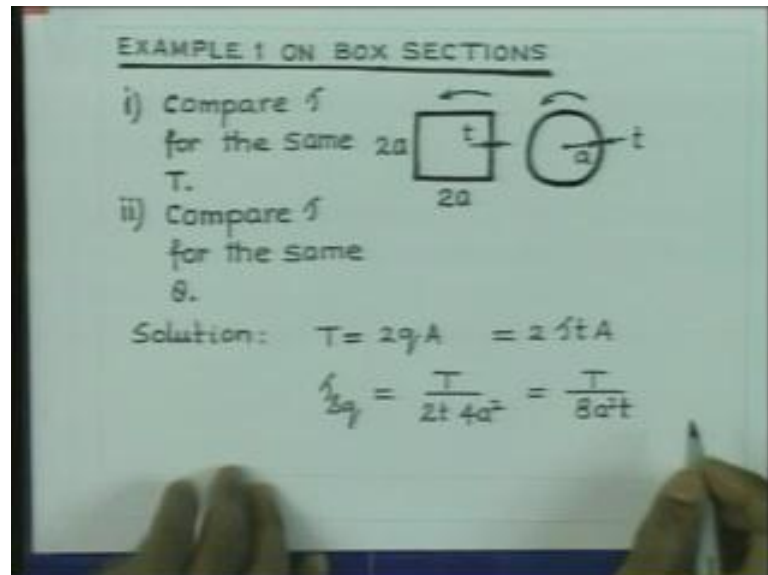 EXAMPLE 1 ON BOX SECTIONS
i) Compare τ
for the same
T.
2a
t
2a
a
t
ii) Compare τ
for the same
θ.
Solution: T = 2qA = 2τtA
τsq = T / 2t 4a² = T / 8a²t